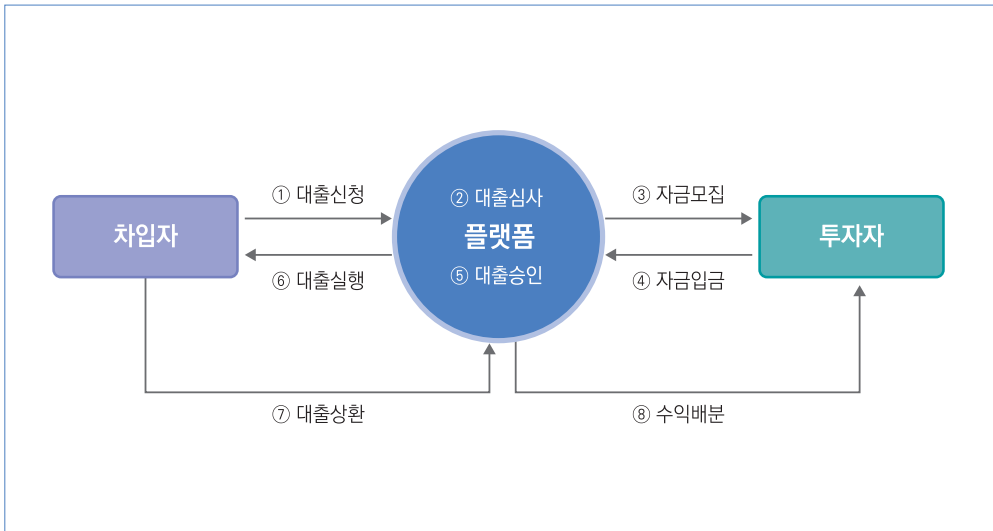 ① 대출신청
② 대출심사
③ 자금모집
차입자
플랫폼
투자자
⑥ 대출실행
⑤ 대출승인
④ 자금입금
⑦ 대출상환
⑧ 수익배분